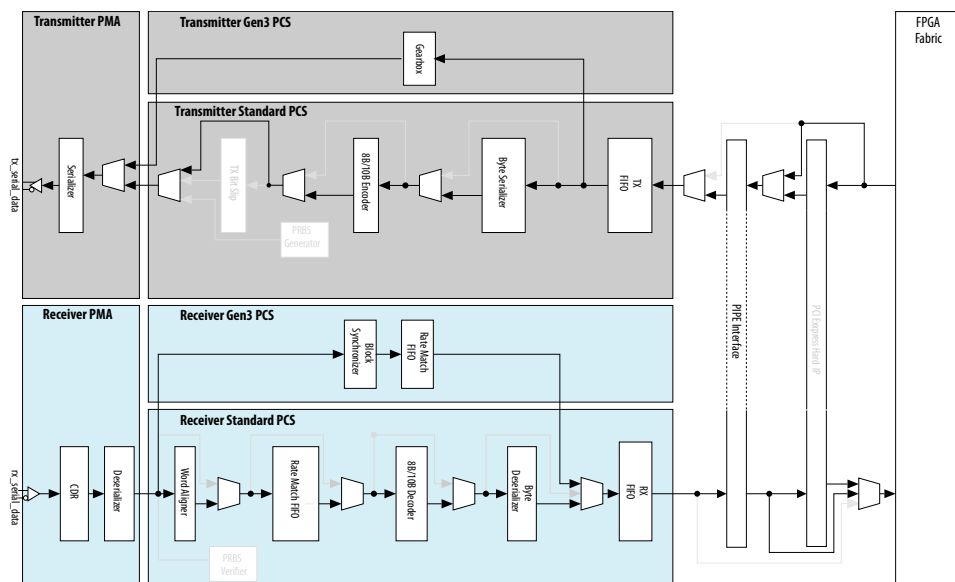 Transmitter PMA
Transmitter Gen3 PCS
FPGA
Fabric
Gearbox
Transmitter Standard PCS
tx_serial_data
Serializer
TX Bit Slip
PRBS
Generator
8B/10B Encoder
Byte Serializer
TX
FIFO
PIPE Interface
PCI Exxpress Hard IP
Receiver PMA
Receiver Gen3 PCS
Block
Synchronizer
Rate Match
FIFO
Receiver Standard PCS
rx_serial_data
CDR
Deserializer
Word Aligner
Rate Match FIFO
8B/10B Decoder
Byte
Deserializer
RX
FIFO
PRBS
Verifier